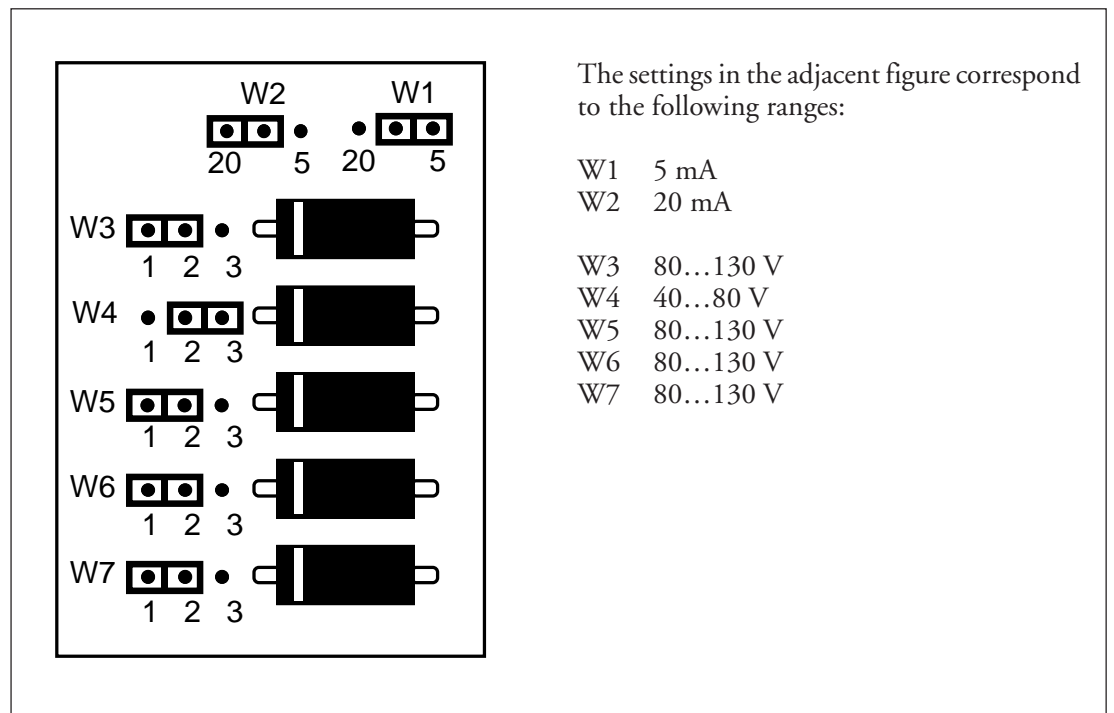 W2 W1
20 5 20 5
W3
1 2 3
W4
1 2 3
W5
1 2 3
W6
1 2 3
W7
1 2 3
The settings in the adjacent figure correspond
to the following ranges:
W1 5 mA
W2 20 mA
W3 80…130 V
W4 40…80 V
W5 80…130 V
W6 80…130 V
W7 80…130 V